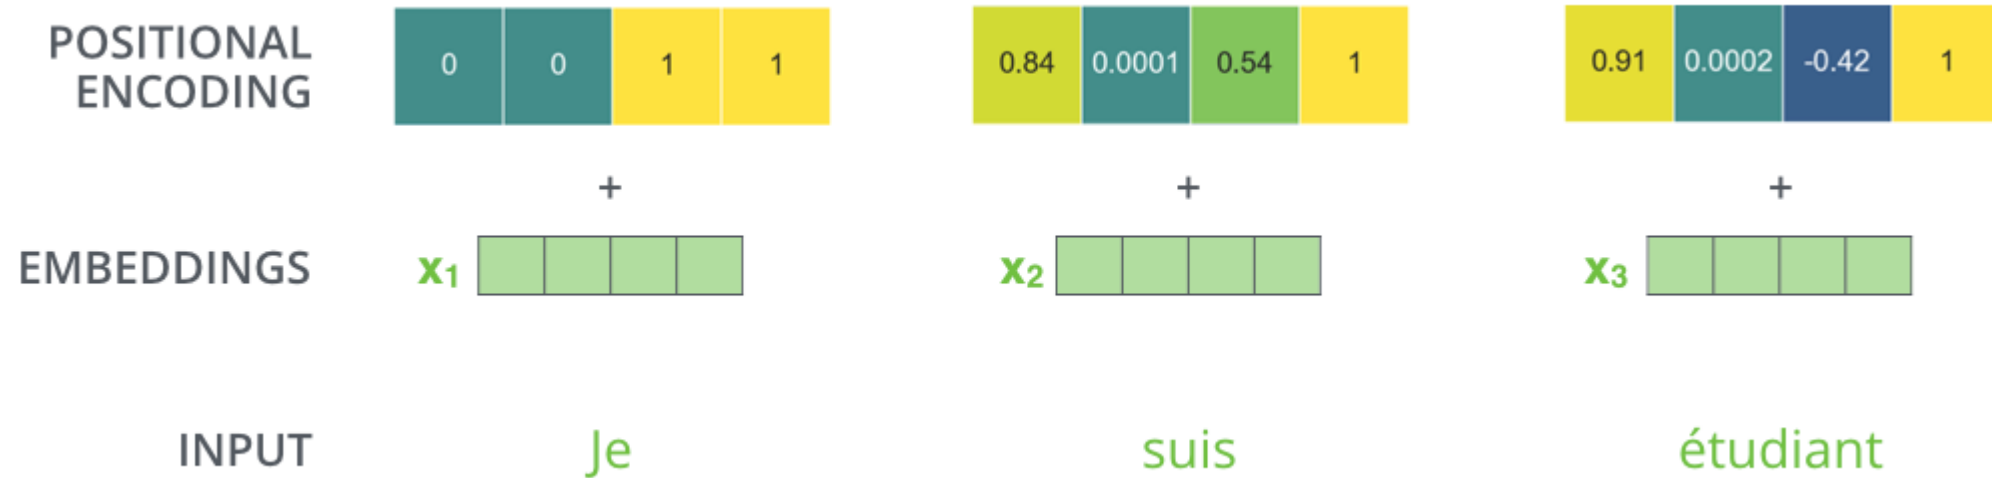 POSITIONAL
ENCODING
0 0 1 1
0.84 0.0001 0.54 1
0.91 0.0002 -0.42 1
+ + +
EMBEDDINGS
x1
x2
x3
INPUT
Je suis étudiant